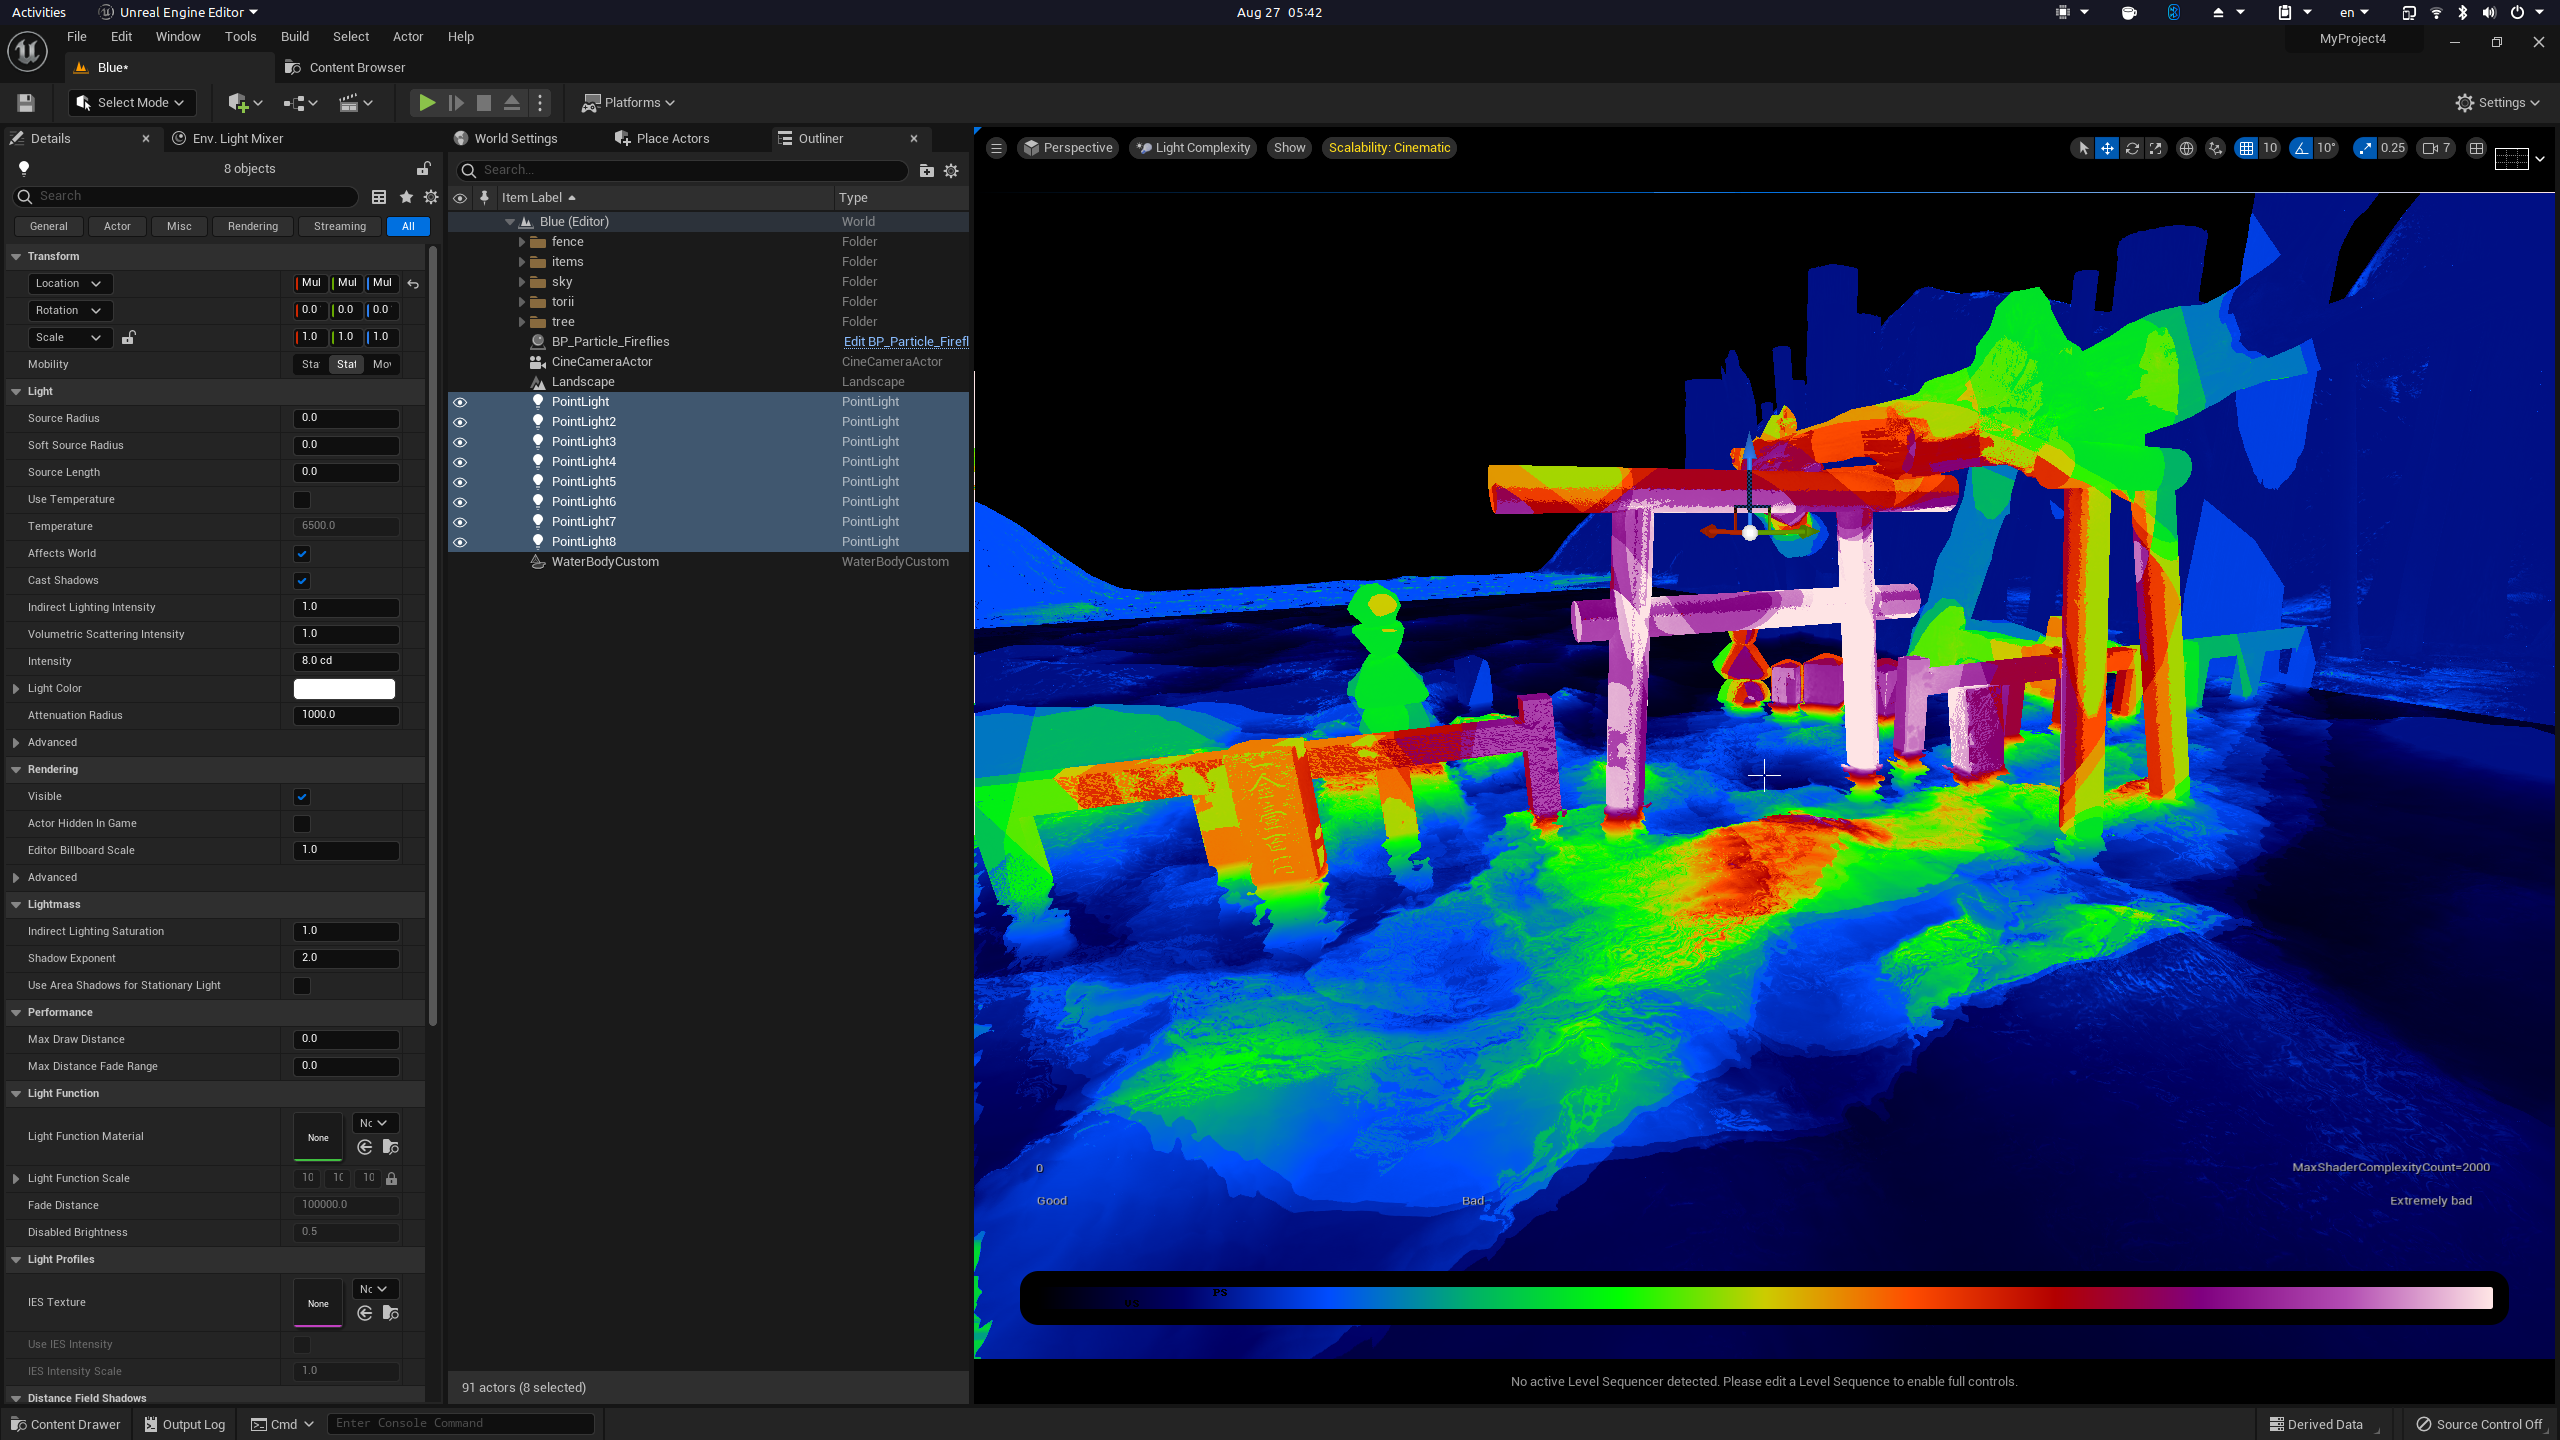 Activities
Unreal Engine Editor
Aug 27 05:42
en
File Edit Window Tools Build Select Actor Help
MyProject4
Blue*
Content Browser
Select Mode
Platforms
Settings
Details
Env. Light Mixer
8 objects
Search
General
Actor
Misc
Rendering
Streaming
All
Transform
Location Mul Mul Mul
Rotation 0.0 0.0 0.0
Scale 1.0 1.0 1.0
Mobility Sta Stat Mov
Light
Source Radius 0.0
Soft Source Radius 0.0
Source Length 0.0
Use Temperature
Temperature 6500.0
Affects World
Cast Shadows
Indirect Lighting Intensity 1.0
Volumetric Scattering Intensity 1.0
Intensity 8.0 cd
Light Color
Attenuation Radius 1000.0
Advanced
Rendering
Visible
Actor Hidden In Game
Editor Billboard Scale 1.0
Advanced
Lightmass
Indirect Lighting Saturation 1.0
Shadow Exponent 2.0
Use Area Shadows for Stationary Light
Performance
Max Draw Distance 0.0
Max Distance Fade Range 0.0
Light Function
Light Function Material None
Light Function Scale 10 10 10
Fade Distance 100000.0
Disabled Brightness 0.5
Light Profiles
IES Texture None
Use IES Intensity
IES Intensity Scale 1.0
Distance Field Shadows
World Settings
Place Actors
Outliner
Search...
Item Label Type
Blue (Editor) World
fence Folder
items Folder
sky Folder
torii Folder
tree Folder
BP_Particle_Fireflies Edit BP_Particle_Firefl
CineCameraActor CineCameraActor
Landscape Landscape
PointLight PointLight
PointLight2 PointLight
PointLight3 PointLight
PointLight4 PointLight
PointLight5 PointLight
PointLight6 PointLight
PointLight7 PointLight
PointLight8 PointLight
WaterBodyCustom WaterBodyCustom
91 actors (8 selected)
Perspective
Light Complexity
Show
Scalability: Cinematic
10
10°
0.25
7
0
MaxShaderComplexityCount=2000
Good
Bad
Extremely bad
PS
No active Level Sequencer detected. Please edit a Level Sequence to enable full controls.
Content Drawer
Output Log
Cmd
Enter Console Command
Derived Data
Source Control Off